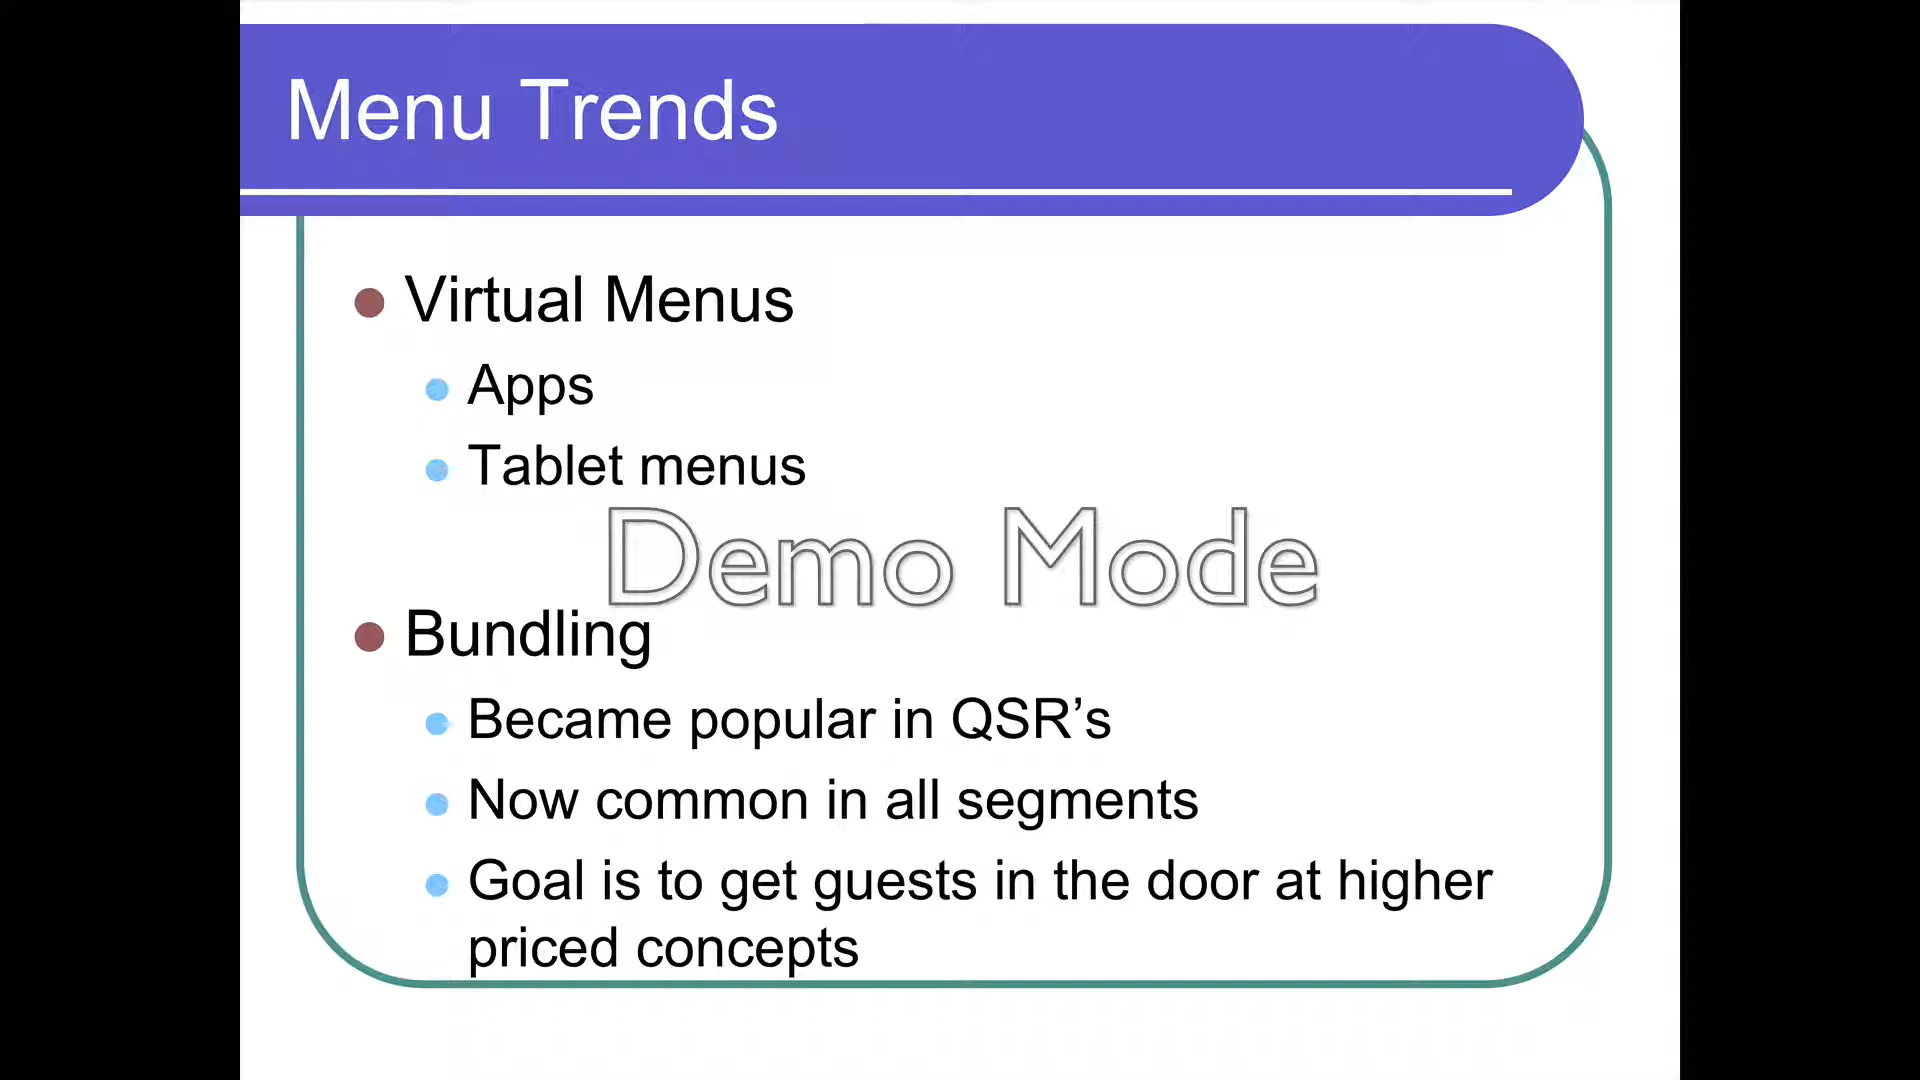 Menu Trends
Virtual Menus
Apps
Tablet menus
Demo Mode
Bundling
Became popular in QSR’s
Now common in all segments
Goal is to get guests in the door at higher
priced concepts